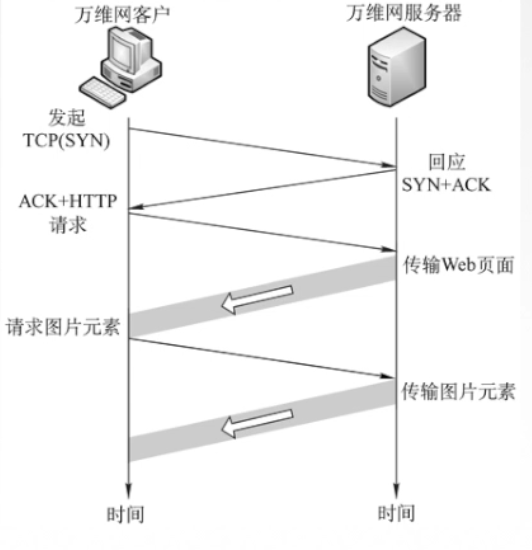 万维网客户
万维网服务器
发起
TCP(SYN)
回应
SYN+ACK
ACK+HTTP
请求
传输Web页面
请求图片元素
传输图片元素
时间
时间